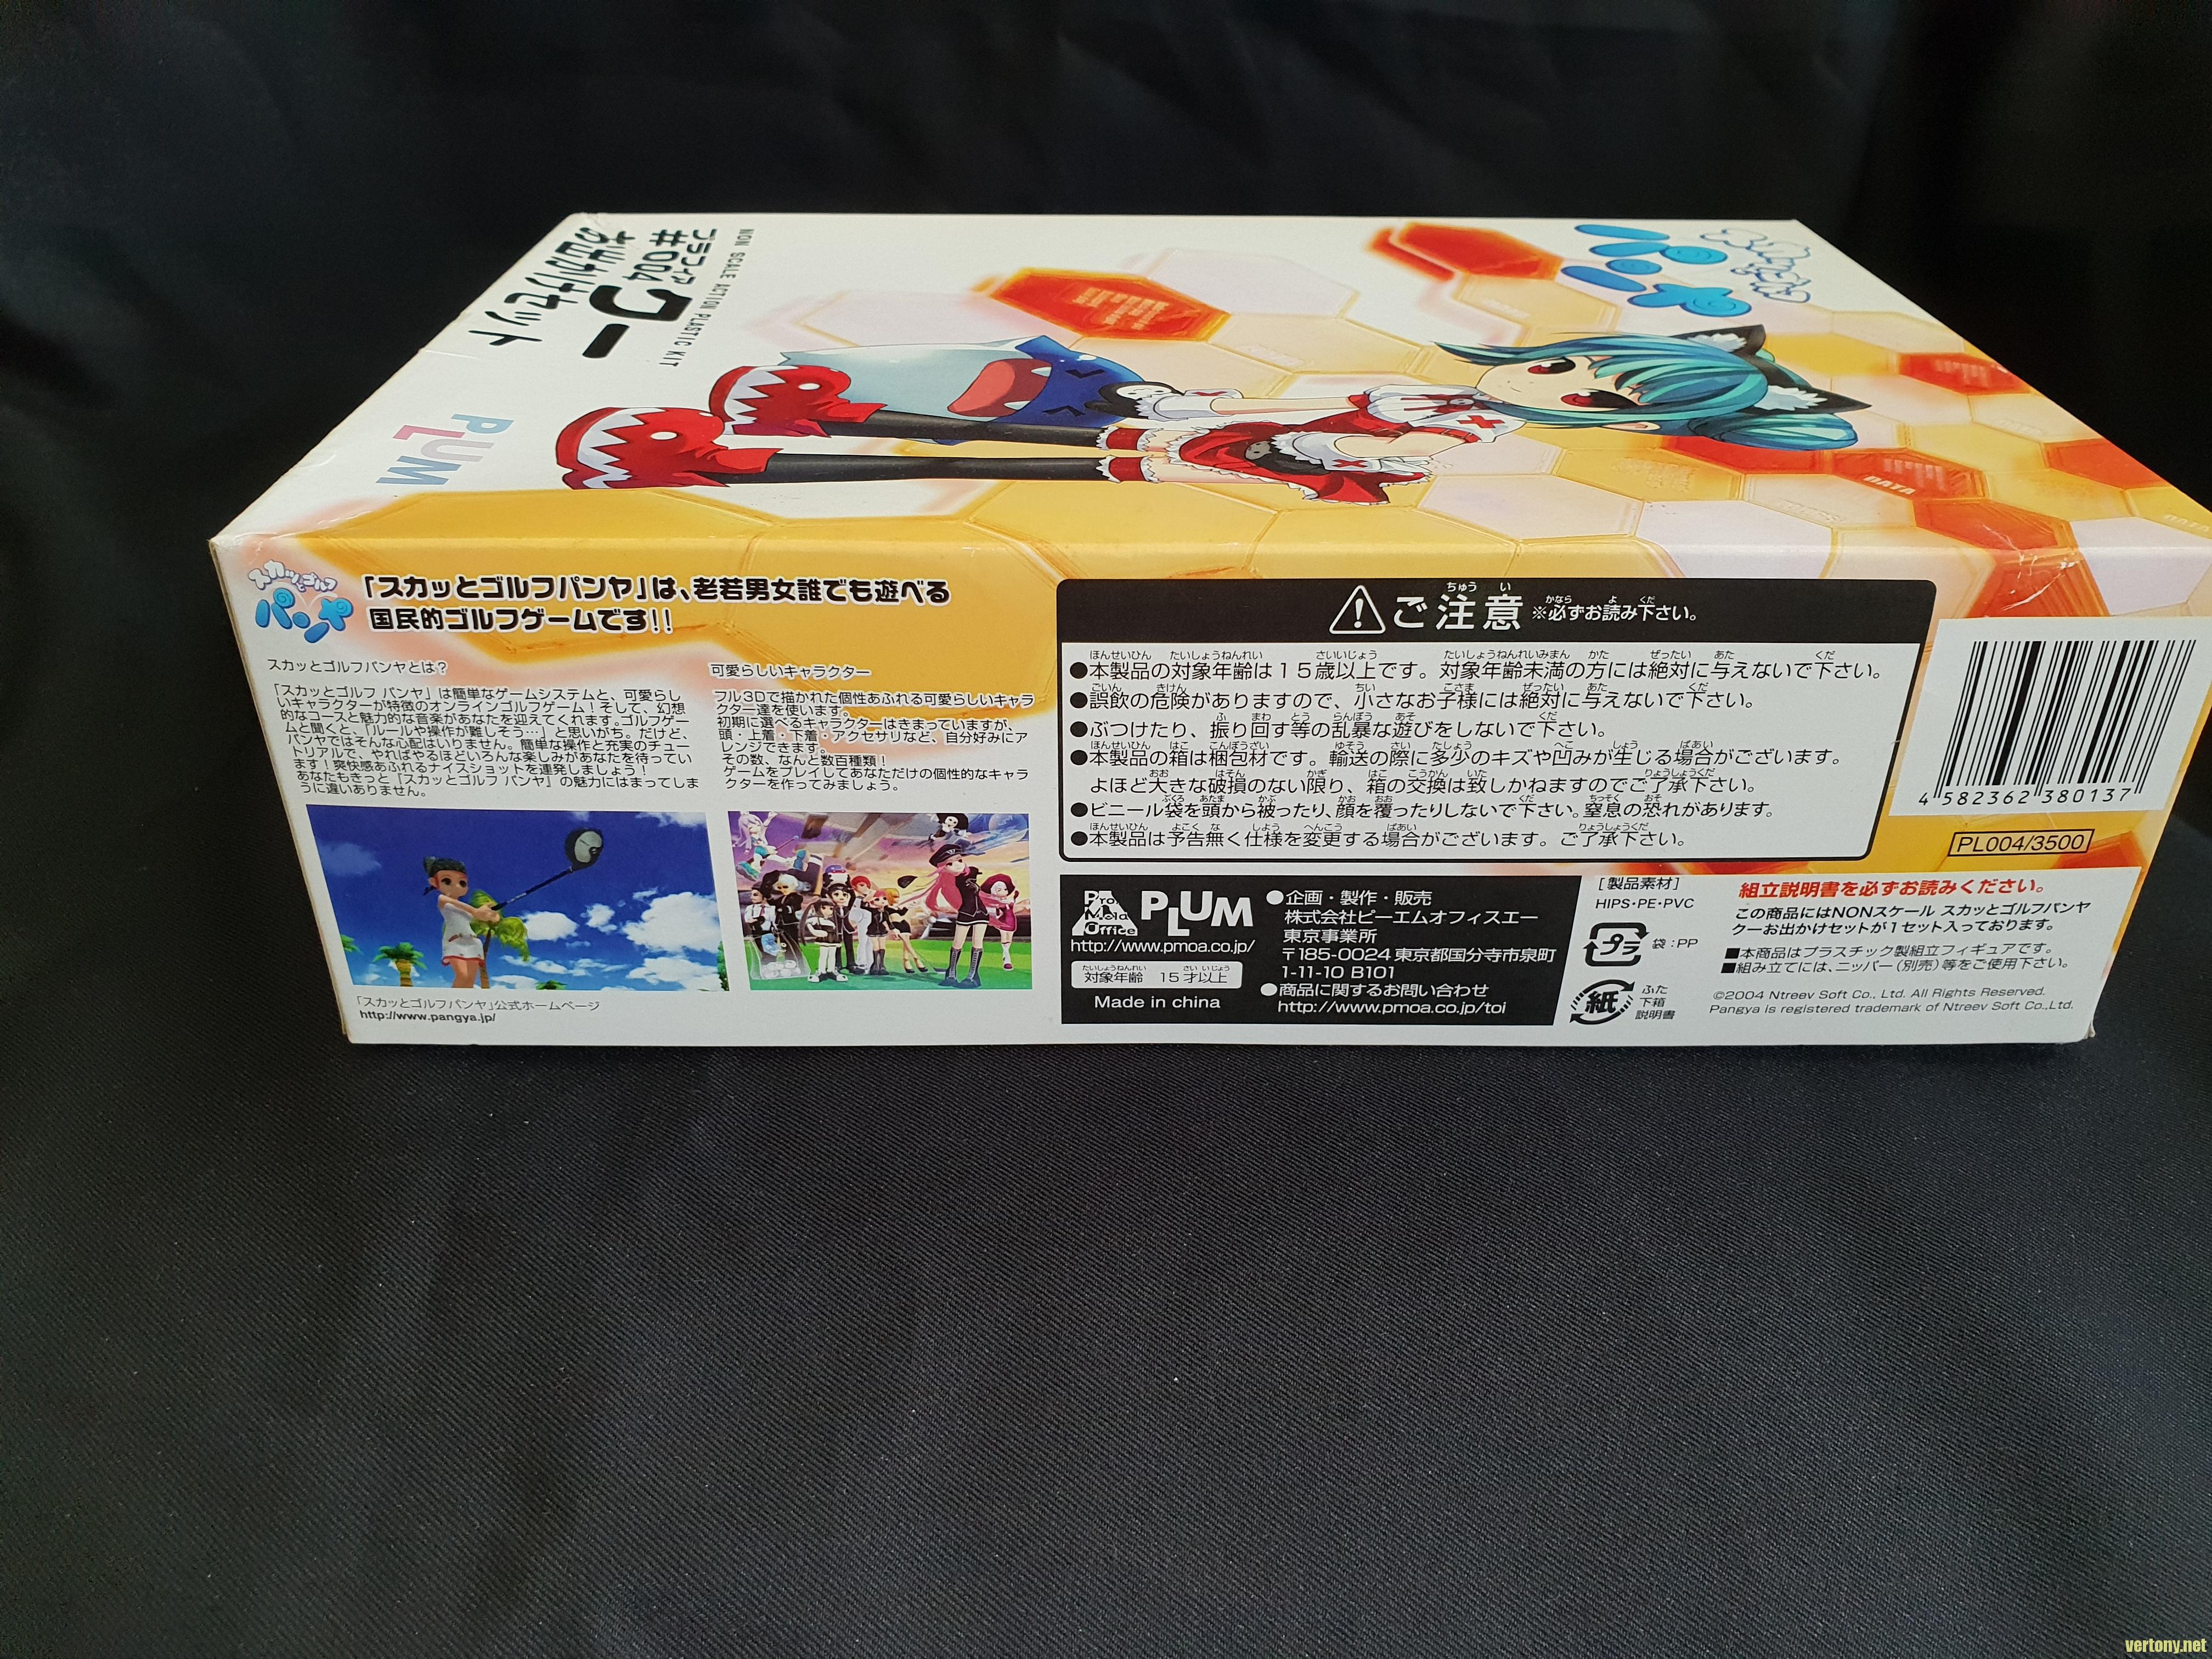 スカッとゴルフ
パンヤ
NON SCALE ACTION PLASTIC KIT
プラフィア
#004 クー
お出かけセット
PLUM
DATA
スカッとゴルフ
パンヤ
「スカッとゴルフパンヤ」は、老若男女誰でも遊べる
国民的ゴルフゲームです!!
スカッとゴルフパンヤとは?
「スカッとゴルフ パンヤ」は簡単なゲームシステムと、可愛らし
いキャラクターが特徴のオンラインゴルフゲーム!そして、幻想
的なコースと魅力的な音楽があなたを迎えてくれます。ゴルフゲー
ムと聞くと、「ルールや操作が難しそう…」と思いがち。だけど、
パンヤではそんな心配はいりません。簡単な操作と充実のチュー
トリアルで、やればやるほどいろんな楽しみがあなたを待ってい
ます!爽快感あふれるナイスショットを連発しましょう!
あなたもきっと「スカッとゴルフ パンヤ」の魅力にはまってしま
うに違いありません。
「スカッとゴルフパンヤ」公式ホームページ
http://www.pangya.jp/
可愛らしいキャラクター
フル3Dで描かれた個性あふれる可愛らしいキャラ
クター達を使います。
初期に選べるキャラクターはきまっていますが、
頭・上着・下着・アクセサリなど、自分好みにア
レンジできます。
その数、なんと数百種類!
ゲームをプレイしてあなただけの個性的なキャラ
クターを作ってみましょう。
ご注意 ※必ずお読み下さい。
●本製品の対象年齢は15歳以上です。対象年齢未満の方には絶対に与えないで下さい。
●誤飲の危険がありますので、小さなお子様には絶対に与えないで下さい。
●ぶつけたり、振り回す等の乱暴な遊びをしないで下さい。
●本製品の箱は梱包材です。輸送の際に多少のキズや凹みが生じる場合がございます。
よほど大きな破損のない限り、箱の交換は致しかねますのでご了承下さい。
●ビニール袋を頭から被ったり、顔を覆ったりしないで下さい。窒息の恐れがあります。
●本製品は予告無く仕様を変更する場合がございます。ご了承下さい。
4 582362 380137
PL004/3500
Pro
Mold
Office
PLUM
http://www.pmoa.co.jp/
対象年齢 15才以上
Made in china
●企画・製作・販売
株式会社ピーエムオフィスエー
東京事業所
〒185-0024 東京都国分寺市泉町
1-11-10 B101
●商品に関するお問い合わせ
http://www.pmoa.co.jp/toi
[製品素材]
HIPS・PE・PVC
プラ 袋:PP
紙 ふた
下箱
説明書
組立説明書を必ずお読みください。
この商品にはNONスケール スカッとゴルフパンヤ
クーお出かけセットが1セット入っております。
■本商品はプラスチック製組立フィギュアです。
■組み立てには、ニッパー(別売)等をご使用下さい。
©2004 Ntreev Soft Co., Ltd. All Rights Reserved.
Pangya is registered trademark of Ntreev Soft Co.,Ltd.
vertony.net